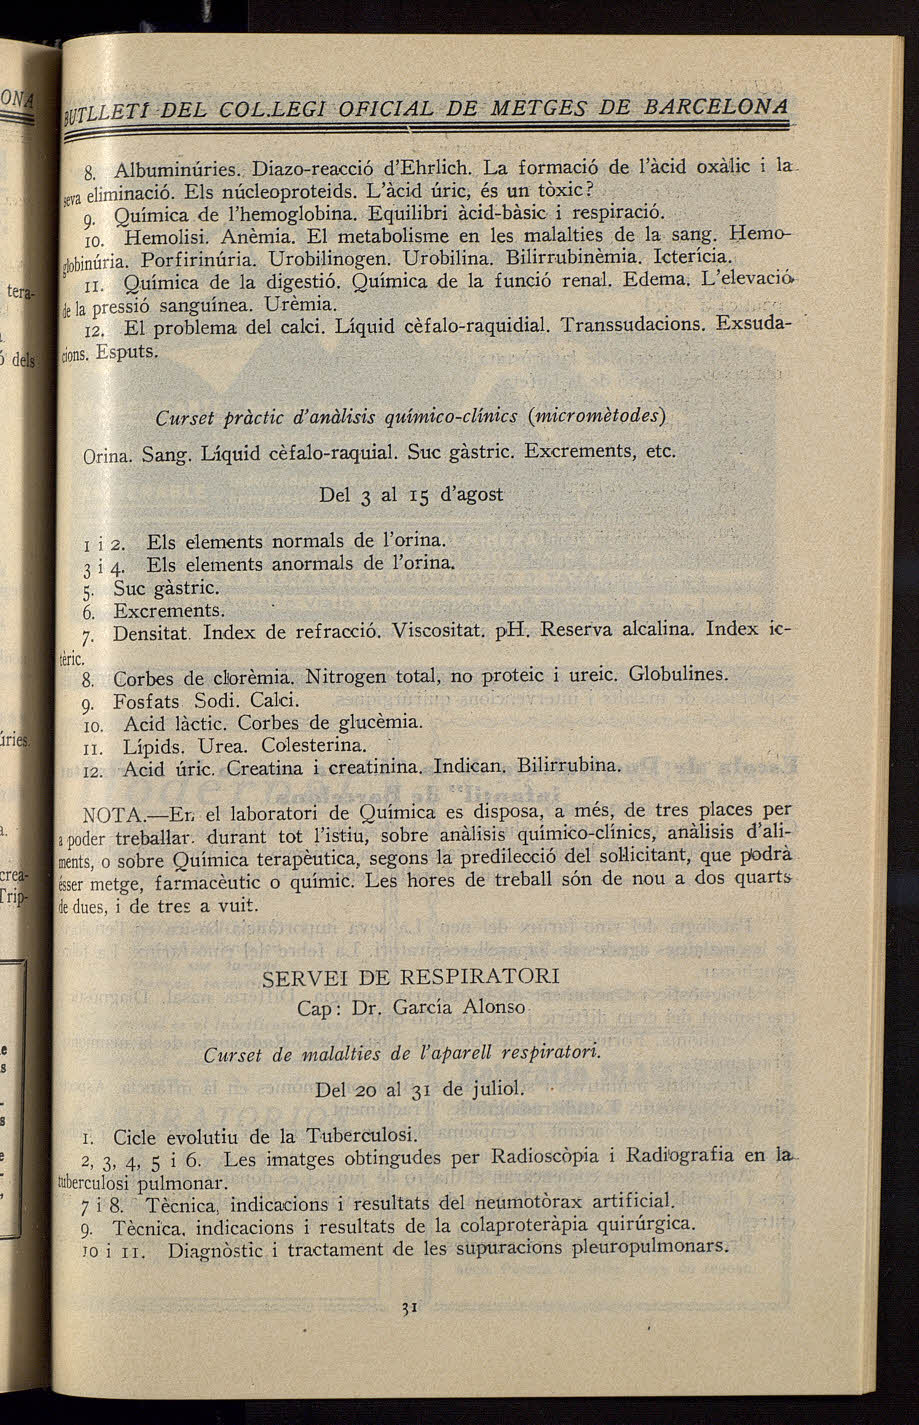 BUTLLETÍ DEL COL.LEGI OFICIAL DE METGES DE BARCELONA
8. Albuminúries. Diazo-reacció d'Ehrlich. La formació de l'àcid oxàlic i la
seva eliminació. Els núcleoproteids. L'àcid úric, és un tòxic?
9. Química de l'hemoglobina. Equilibri àcid-bàsic i respiració.
10. Hemolisi. Anèmia. El metabolisme en les malalties de la sang. Hemo-
globinúria. Porfirinúria. Urobilinogen. Urobilina. Bilirrubinèmia. Ictericia.
11. Química de la digestió. Química de la funció renal. Edema. L'elevació
de la pressió sanguínea. Urèmia.
12. El problema del calci. Líquid cèfalo-raquidial. Transsudacions. Exsuda-
cions. Esputs.
Curset pràctic d'anàlisis químico-clínics (micromètodes)
Orina. Sang. Líquid cèfalo-raquial. Suc gàstric. Excrements, etc.
Del 3 al 15 d'agost
1 i 2. Els elements normals de l'orina.
3 i 4. Els elements anormals de l'orina.
5. Suc gàstric.
6. Excrements.
7. Densitat. Index de refracció. Viscositat. pH. Reserva alcalina. Index ic-
tèric.
8. Corbes de clorèmia. Nitrogen total, no proteic i ureic. Globulines.
9. Fosfats. Sodi. Calci.
10. Acid làctic. Corbes de glucèmia.
11. Lípids. Urea. Colesterina.
12. Acid úric. Creatina i creatinina. Indican. Bilirrubina.
NOTA.—En el laboratori de Química es disposa, a més, de tres places per
a poder treballar, durant tot l'istiu, sobre anàlisis químico-clínics, anàlisis d'ali-
ments, o sobre Química terapèutica, segons la predilecció del sol·licitant, que podrà
ésser metge, farmacèutic o químic. Les hores de treball són de nou a dos quarts
de dues, i de tres a vuit.
SERVEI DE RESPIRATORI
Cap: Dr. García Alonso
Curset de malalties de l'aparell respiratori.
Del 20 al 31 de juliol.
1. Cicle evolutiu de la Tuberculosi.
2, 3, 4, 5 i 6. Les imatges obtingudes per Radioscòpia i Radiografia en la
tuberculosi pulmonar.
7 i 8. Tècnica, indicacions i resultats del neumotòrax artificial.
9. Tècnica, indicacions i resultats de la colaproteràpia quirúrgica.
10 i 11. Diagnòstic i tractament de les supuracions pleuropulmonars.
31